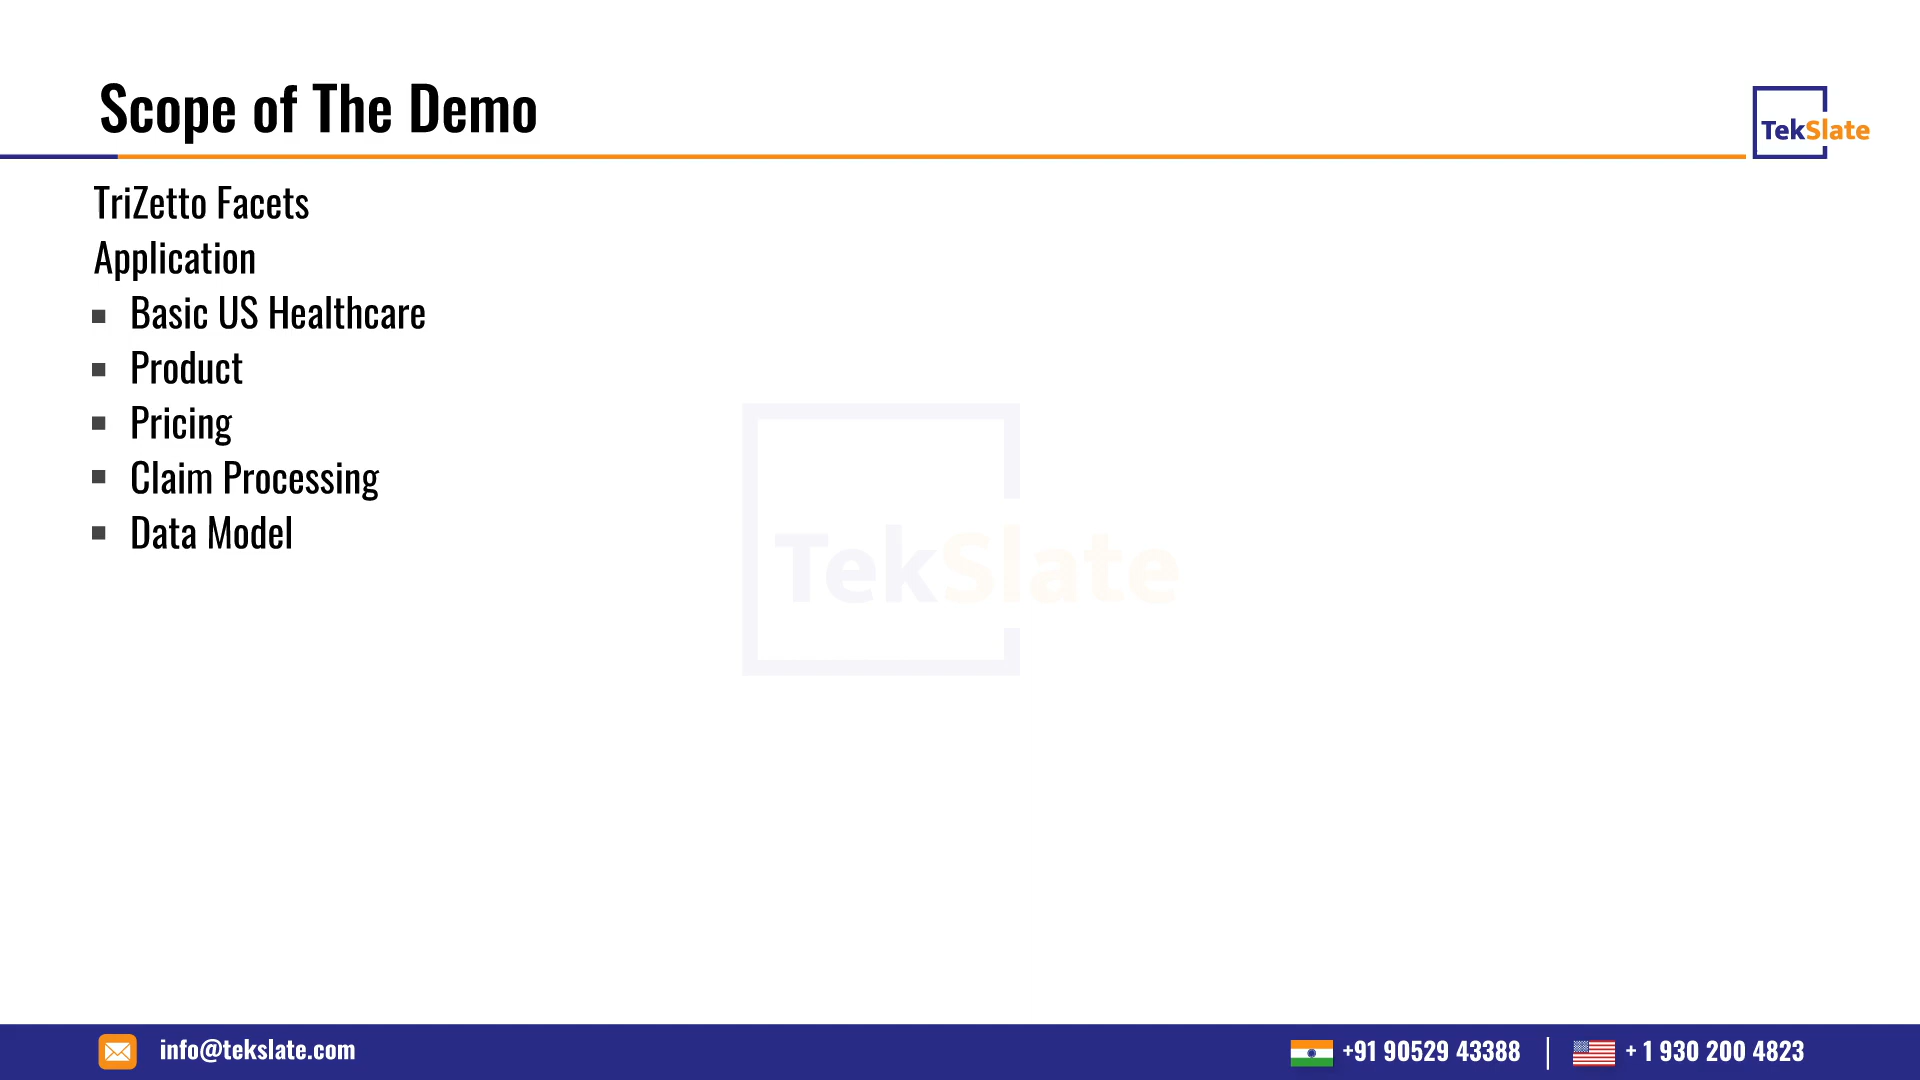 Scope of The Demo
TekSlate
TriZetto Facets
Application
▪ Basic US Healthcare
▪ Product
▪ Pricing
▪ Claim Processing
▪ Data Model
TekSlate
info@tekslate.com
+91 90529 43388
+ 1 930 200 4823